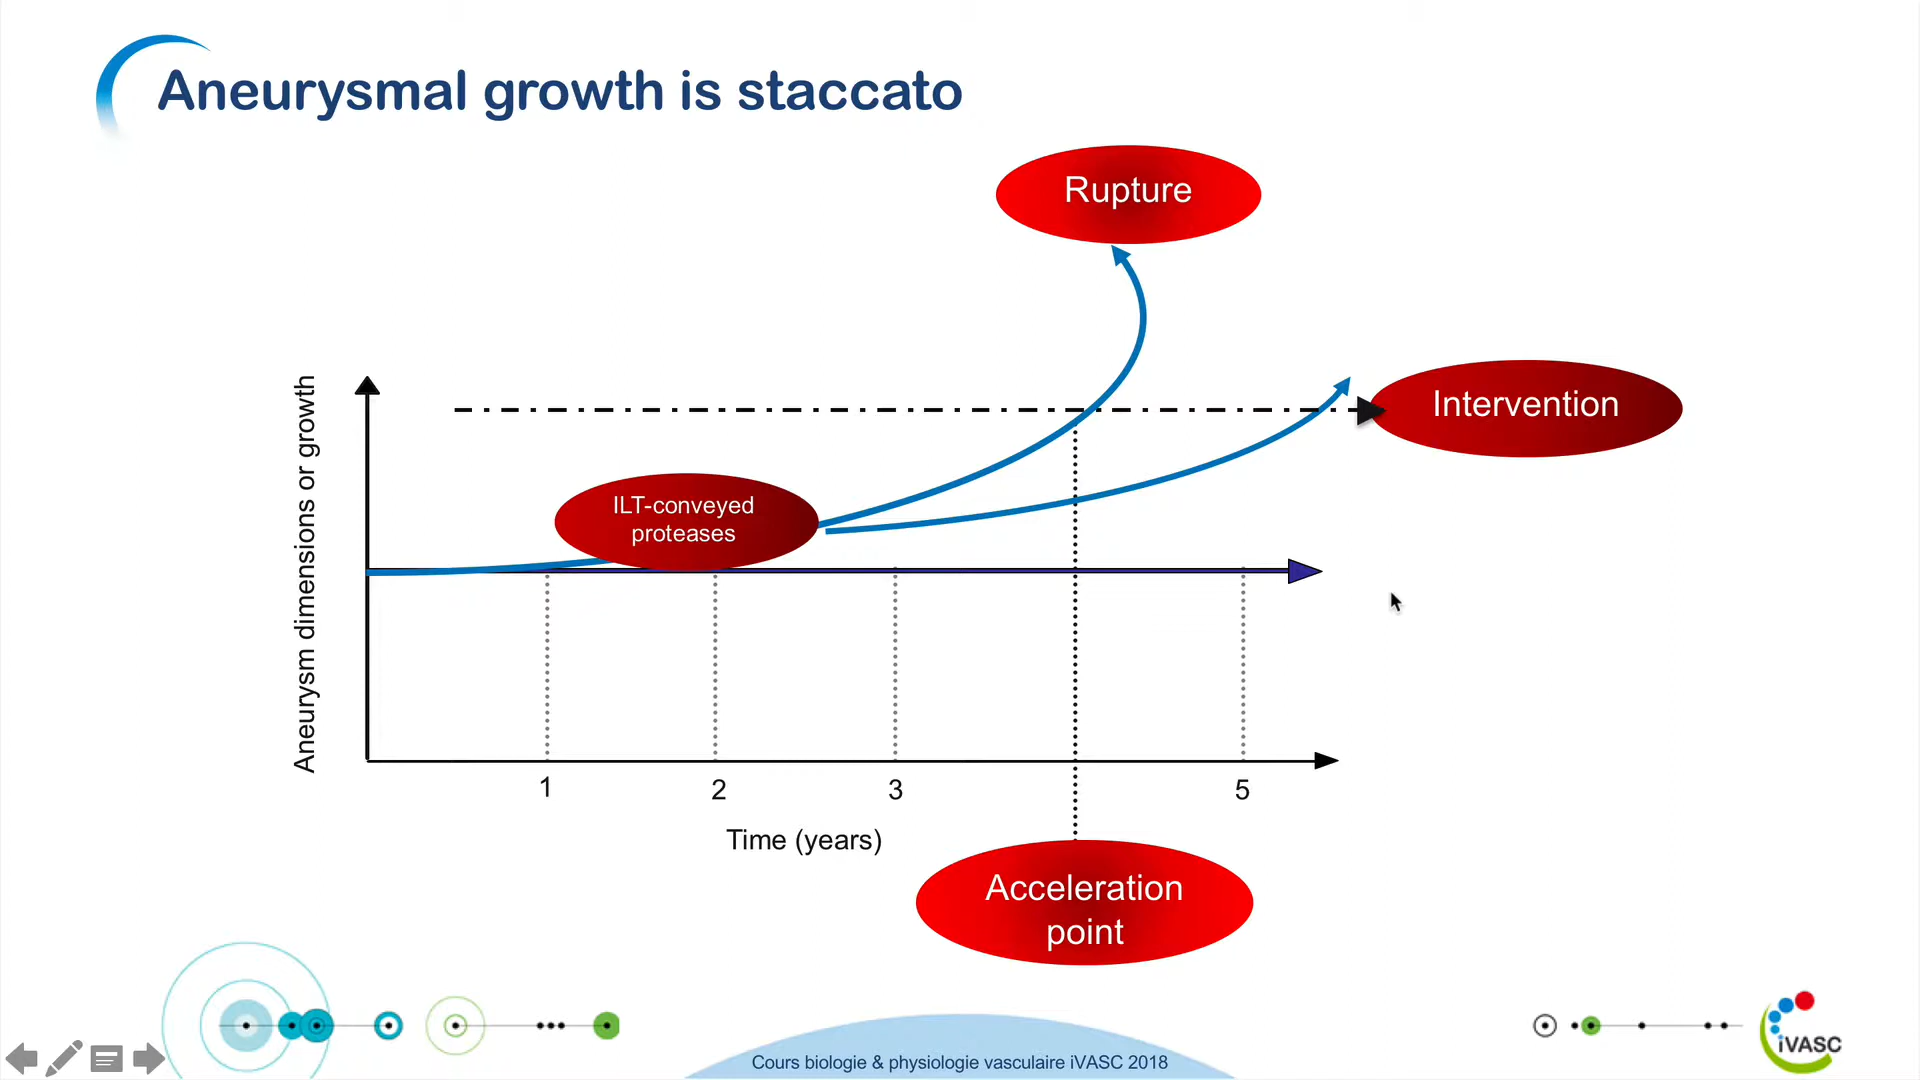 Aneurysmal growth is staccato
Rupture
Intervention
Aneurysm dimensions or growth
ILT-conveyed
proteases
1
2
3
5
Time (years)
Acceleration
point
Cours biologie & physiologie vasculaire iVASC 2018
iVASC